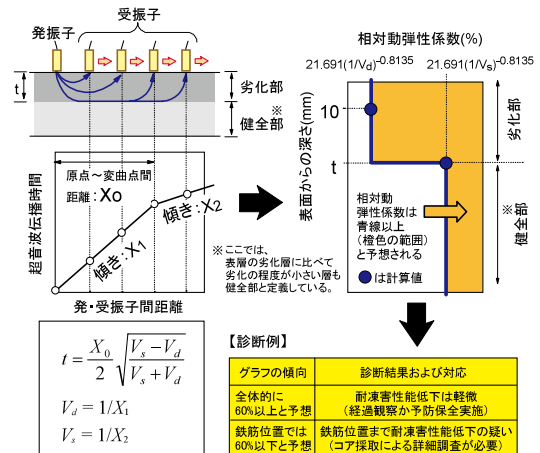 受振子
発振子
t
劣化部
※
健全部
原点～変曲点間
距離：X0
傾き：X1
傾き：X2
超音波伝播時間
発・受振子間距離
※ここでは、
表層の劣化層に比べて
劣化の程度が小さい層も
健全部と定義している。
相対動弾性係数(%)
21.691(1/Vd)-0.8135
21.691(1/Vs)-0.8135
10
t
表面からの深さ(mm)
劣化部
※
健全部
相対動
弾性係数は
青線以上
(橙色の範囲)
と予想される
●は計算値
t = X0/2 √(Vs − Vd / Vs + Vd)
Vd = 1/X1
Vs = 1/X2
【診断例】
グラフの傾向 診断結果および対応
全体的に
60%以上と予想
耐凍害性能低下は軽微
(経過観察か予防保全実施)
鉄筋位置では
60%以下と予想
鉄筋位置まで耐凍害性能低下の疑い
(コア採取による詳細調査が必要)